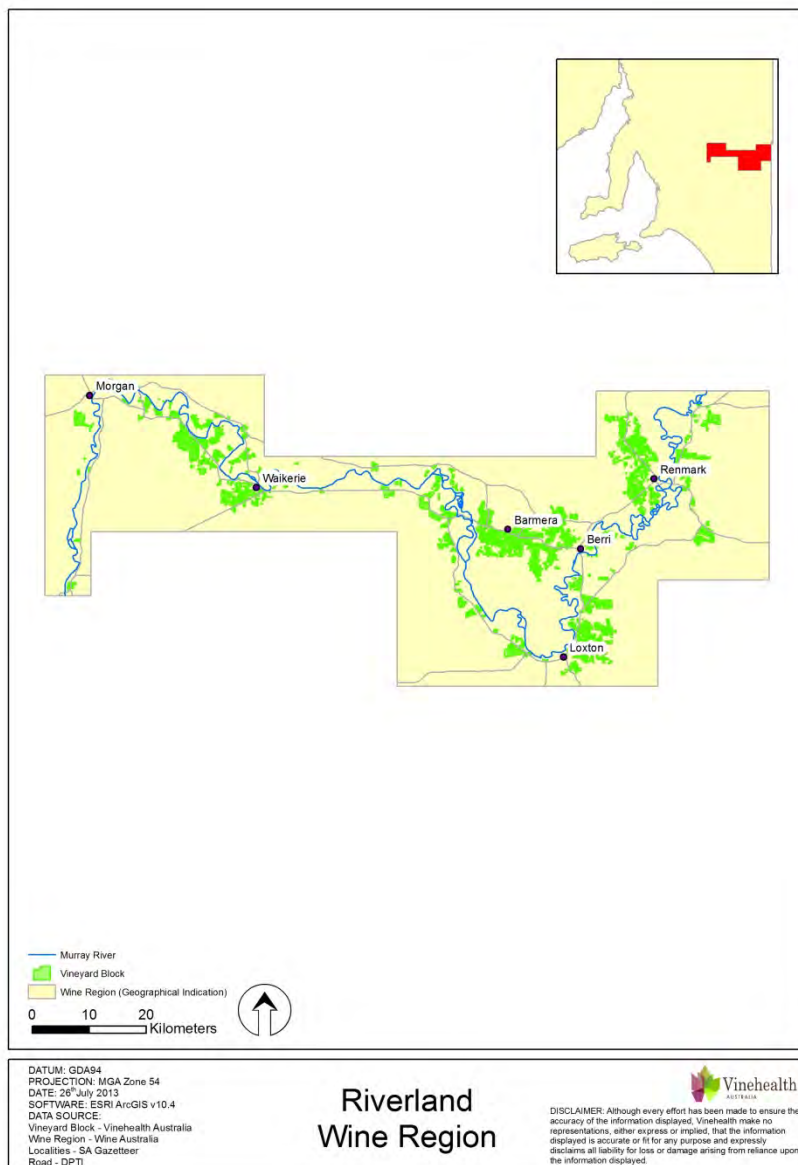 Morgan
Waikerie
Renmark
Barmera
Berri
Loxton
Murray River
Vineyard Block
Wine Region (Geographical Indication)
0 10 20
Kilometers
DATUM: GDA94
PROJECTION: MGA Zone 54
DATE: 26th July 2013
SOFTWARE: ESRI ArcGIS v10.4
DATA SOURCE:
Vineyard Block - Vinehealth Australia
Wine Region - Wine Australia
Localities - SA Gazetteer
Road - DPTI
Riverland
Wine Region
Vinehealth
AUSTRALIA
DISCLAIMER: Although every effort has been made to ensure the
accuracy of the information displayed, Vinehealth make no
representations, either express or implied, that the information
displayed is accurate or fit for any purpose and expressly
disclaims all liability for loss or damage arising from reliance upon
the information displayed.